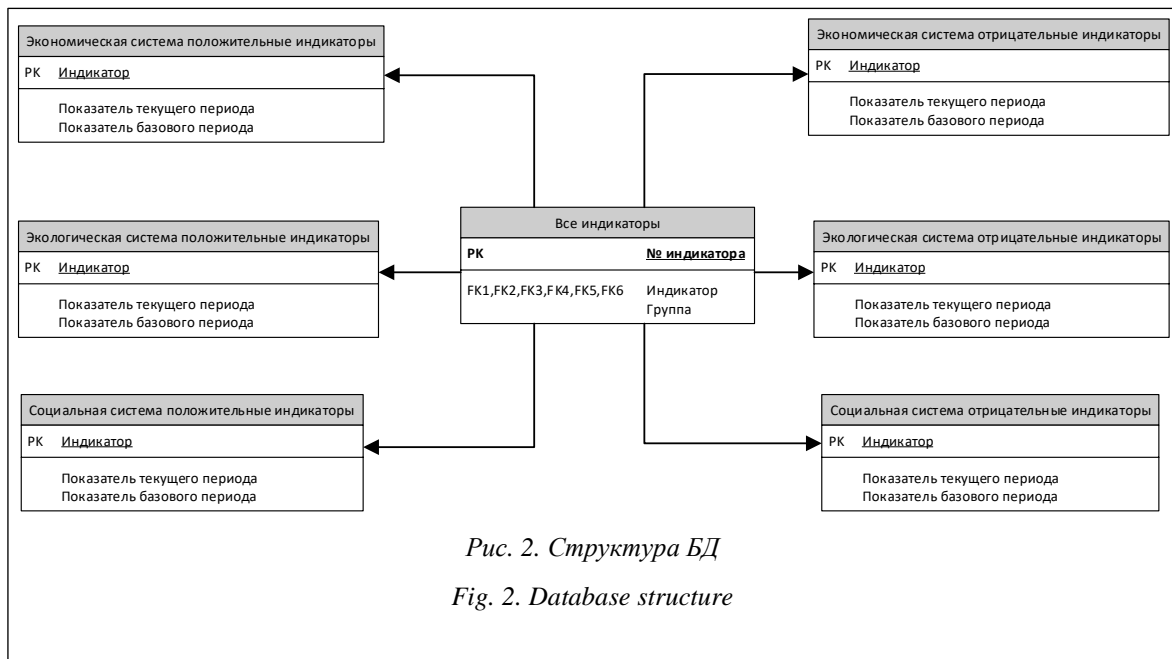 Экономическая система положительные индикаторы
PK Индикатор
Показатель текущего периода
Показатель базового периода
Экономическая система отрицательные индикаторы
PK Индикатор
Показатель текущего периода
Показатель базового периода
Все индикаторы
PK № индикатора
FK1,FK2,FK3,FK4,FK5,FK6 Индикатор
Группа
Экологическая система положительные индикаторы
PK Индикатор
Показатель текущего периода
Показатель базового периода
Экологическая система отрицательные индикаторы
PK Индикатор
Показатель текущего периода
Показатель базового периода
Социальная система положительные индикаторы
PK Индикатор
Показатель текущего периода
Показатель базового периода
Социальная система отрицательные индикаторы
PK Индикатор
Показатель текущего периода
Показатель базового периода
Рис. 2. Структура БД
Fig. 2. Database structure